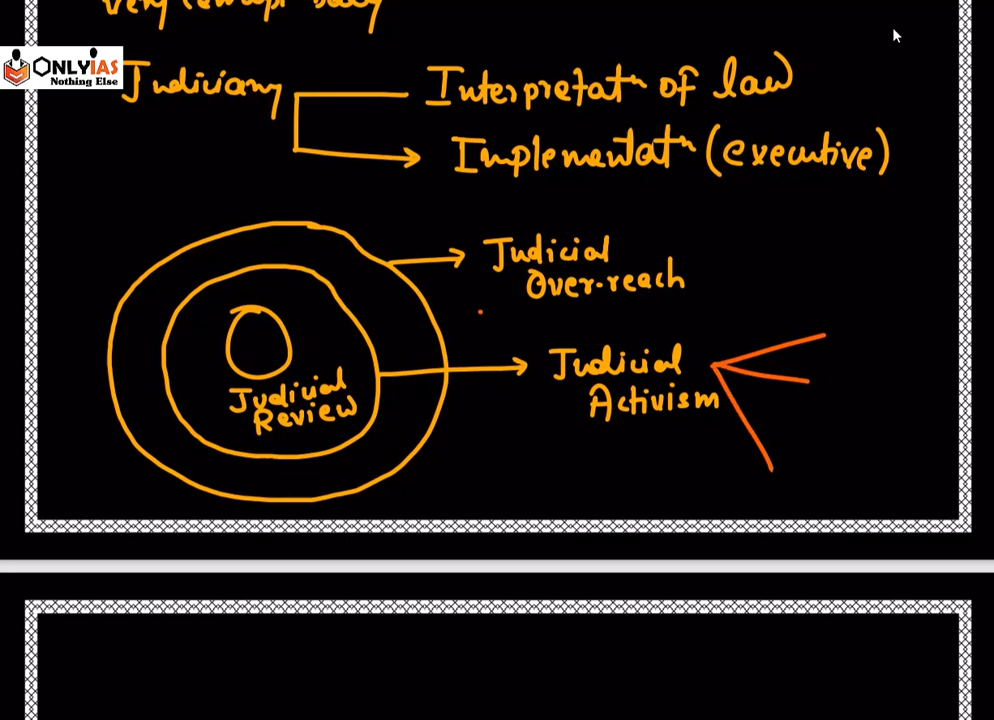 ONLYIAS
Nothing Else
Judiciary
Interpretatn of law
Implementatn (executive)
Judicial
Over-reach
Judicial
Activism
Judicial
Review